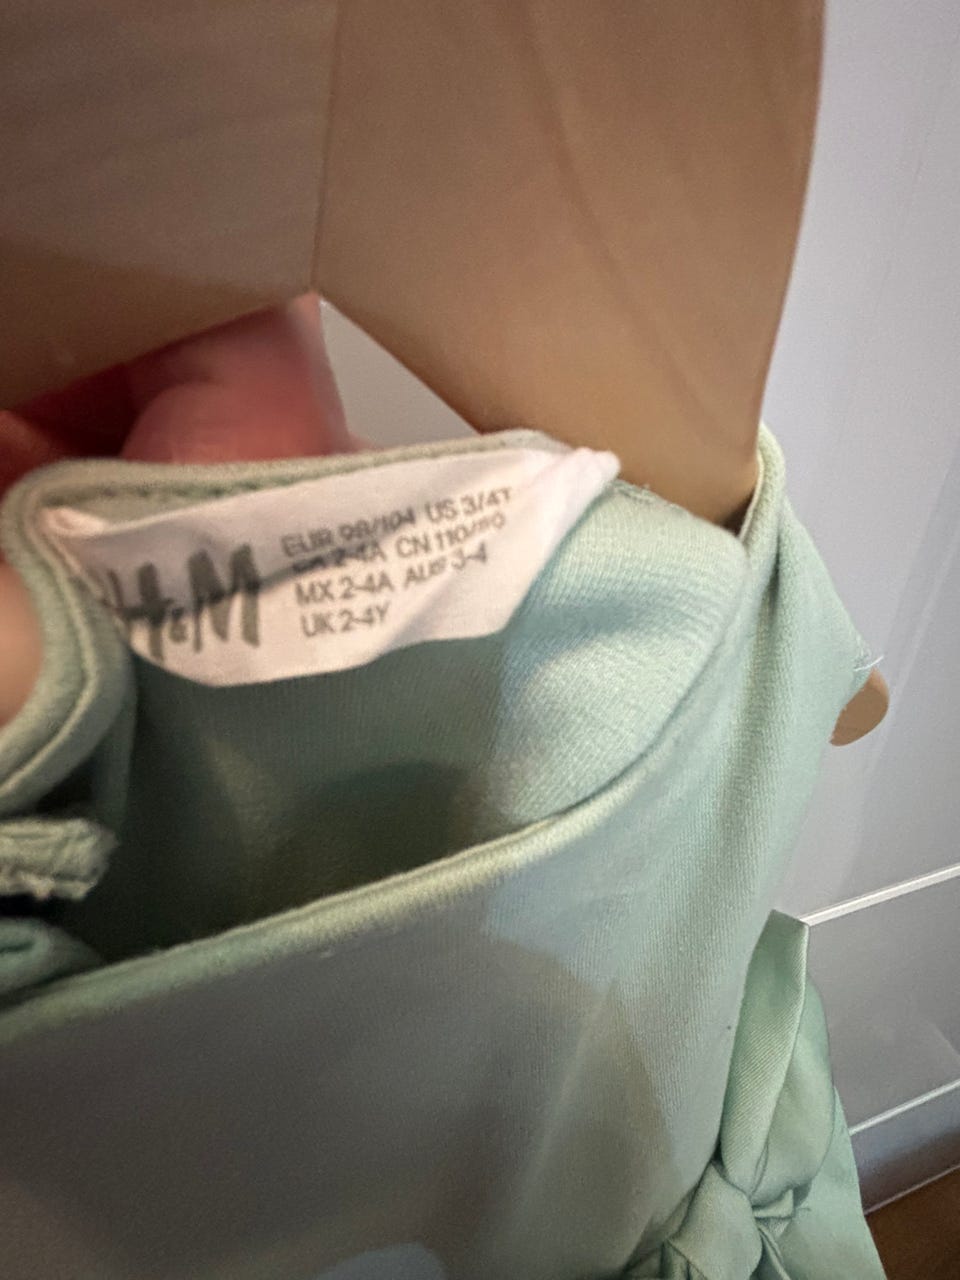 H&M
EUR 98/104 US 3/4T
2-4A CN 110/
MX 2-4A AUS 3-4
UK 2-4Y